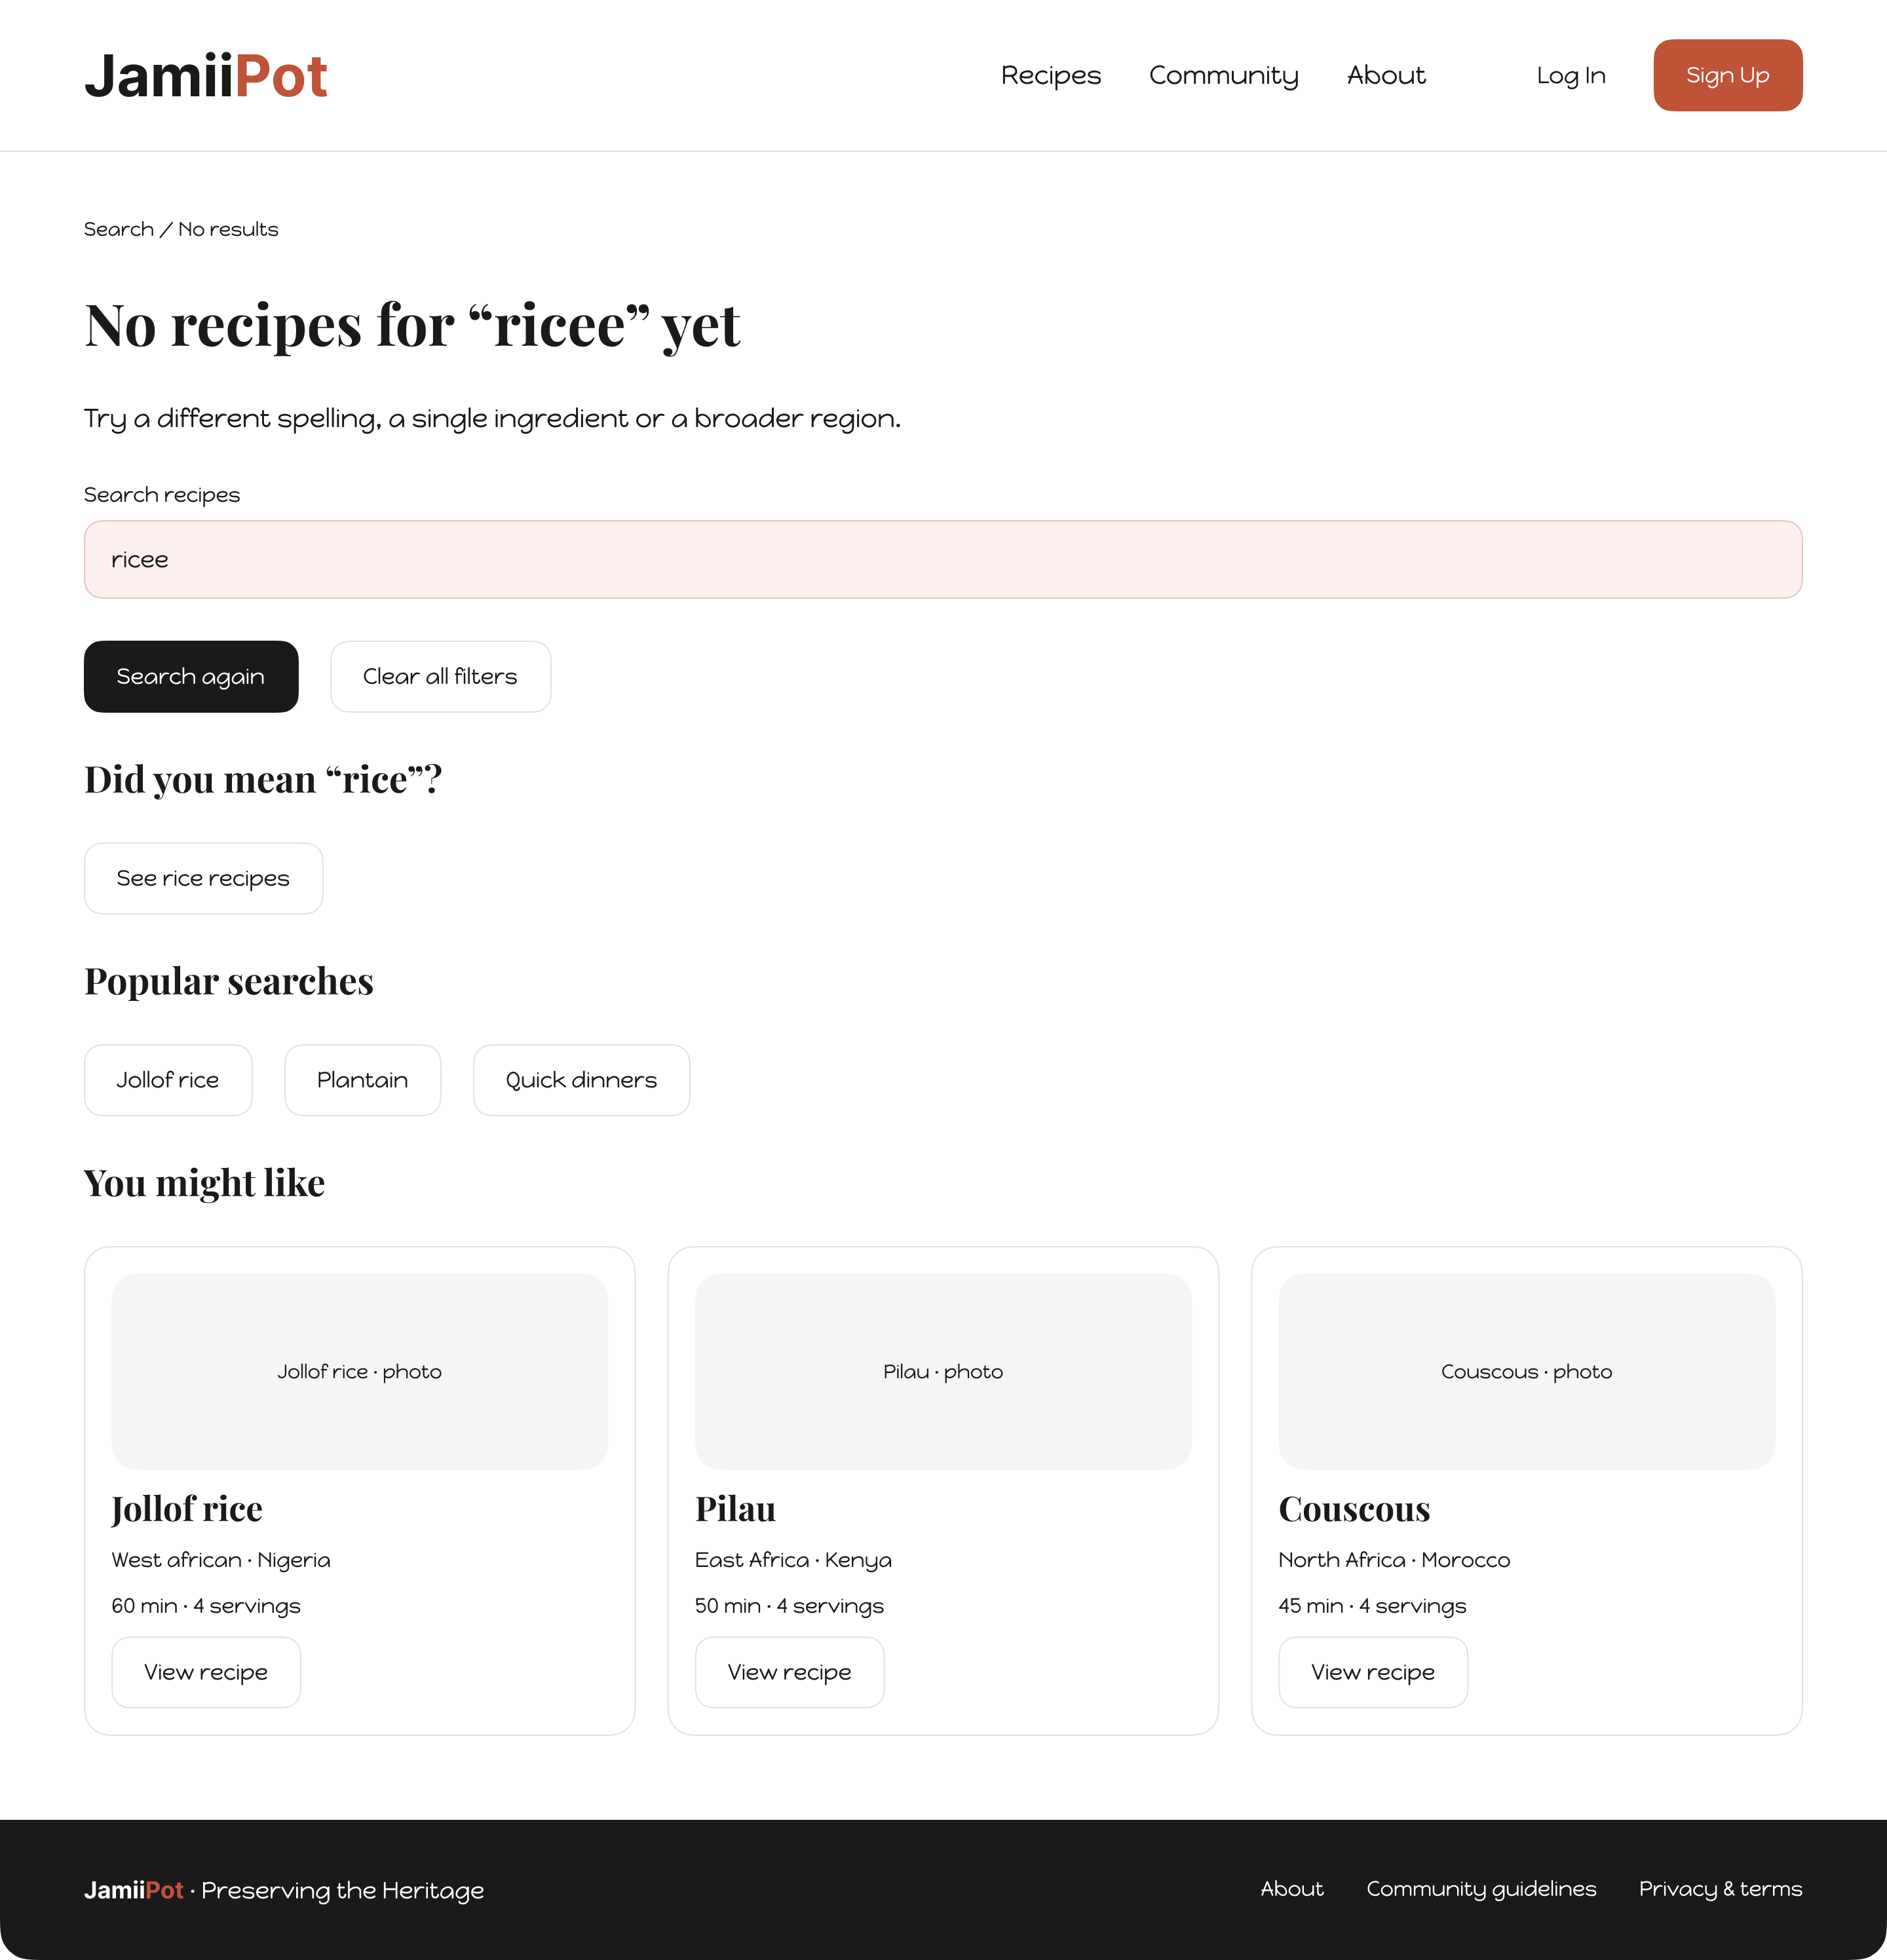 JamiiPot
Recipes Community About Log In Sign Up
Search / No results
No recipes for “ricee” yet
Try a different spelling, a single ingredient or a broader region.
Search recipes
ricee
Search again Clear all filters
Did you mean “rice”?
See rice recipes
Popular searches
Jollof rice Plantain Quick dinners
You might like
Jollof rice · photo
Jollof rice
West african · Nigeria
60 min · 4 servings
View recipe
Pilau · photo
Pilau
East Africa · Kenya
50 min · 4 servings
View recipe
Couscous · photo
Couscous
North Africa · Morocco
45 min · 4 servings
View recipe
JamiiPot · Preserving the Heritage
About Community guidelines Privacy & terms